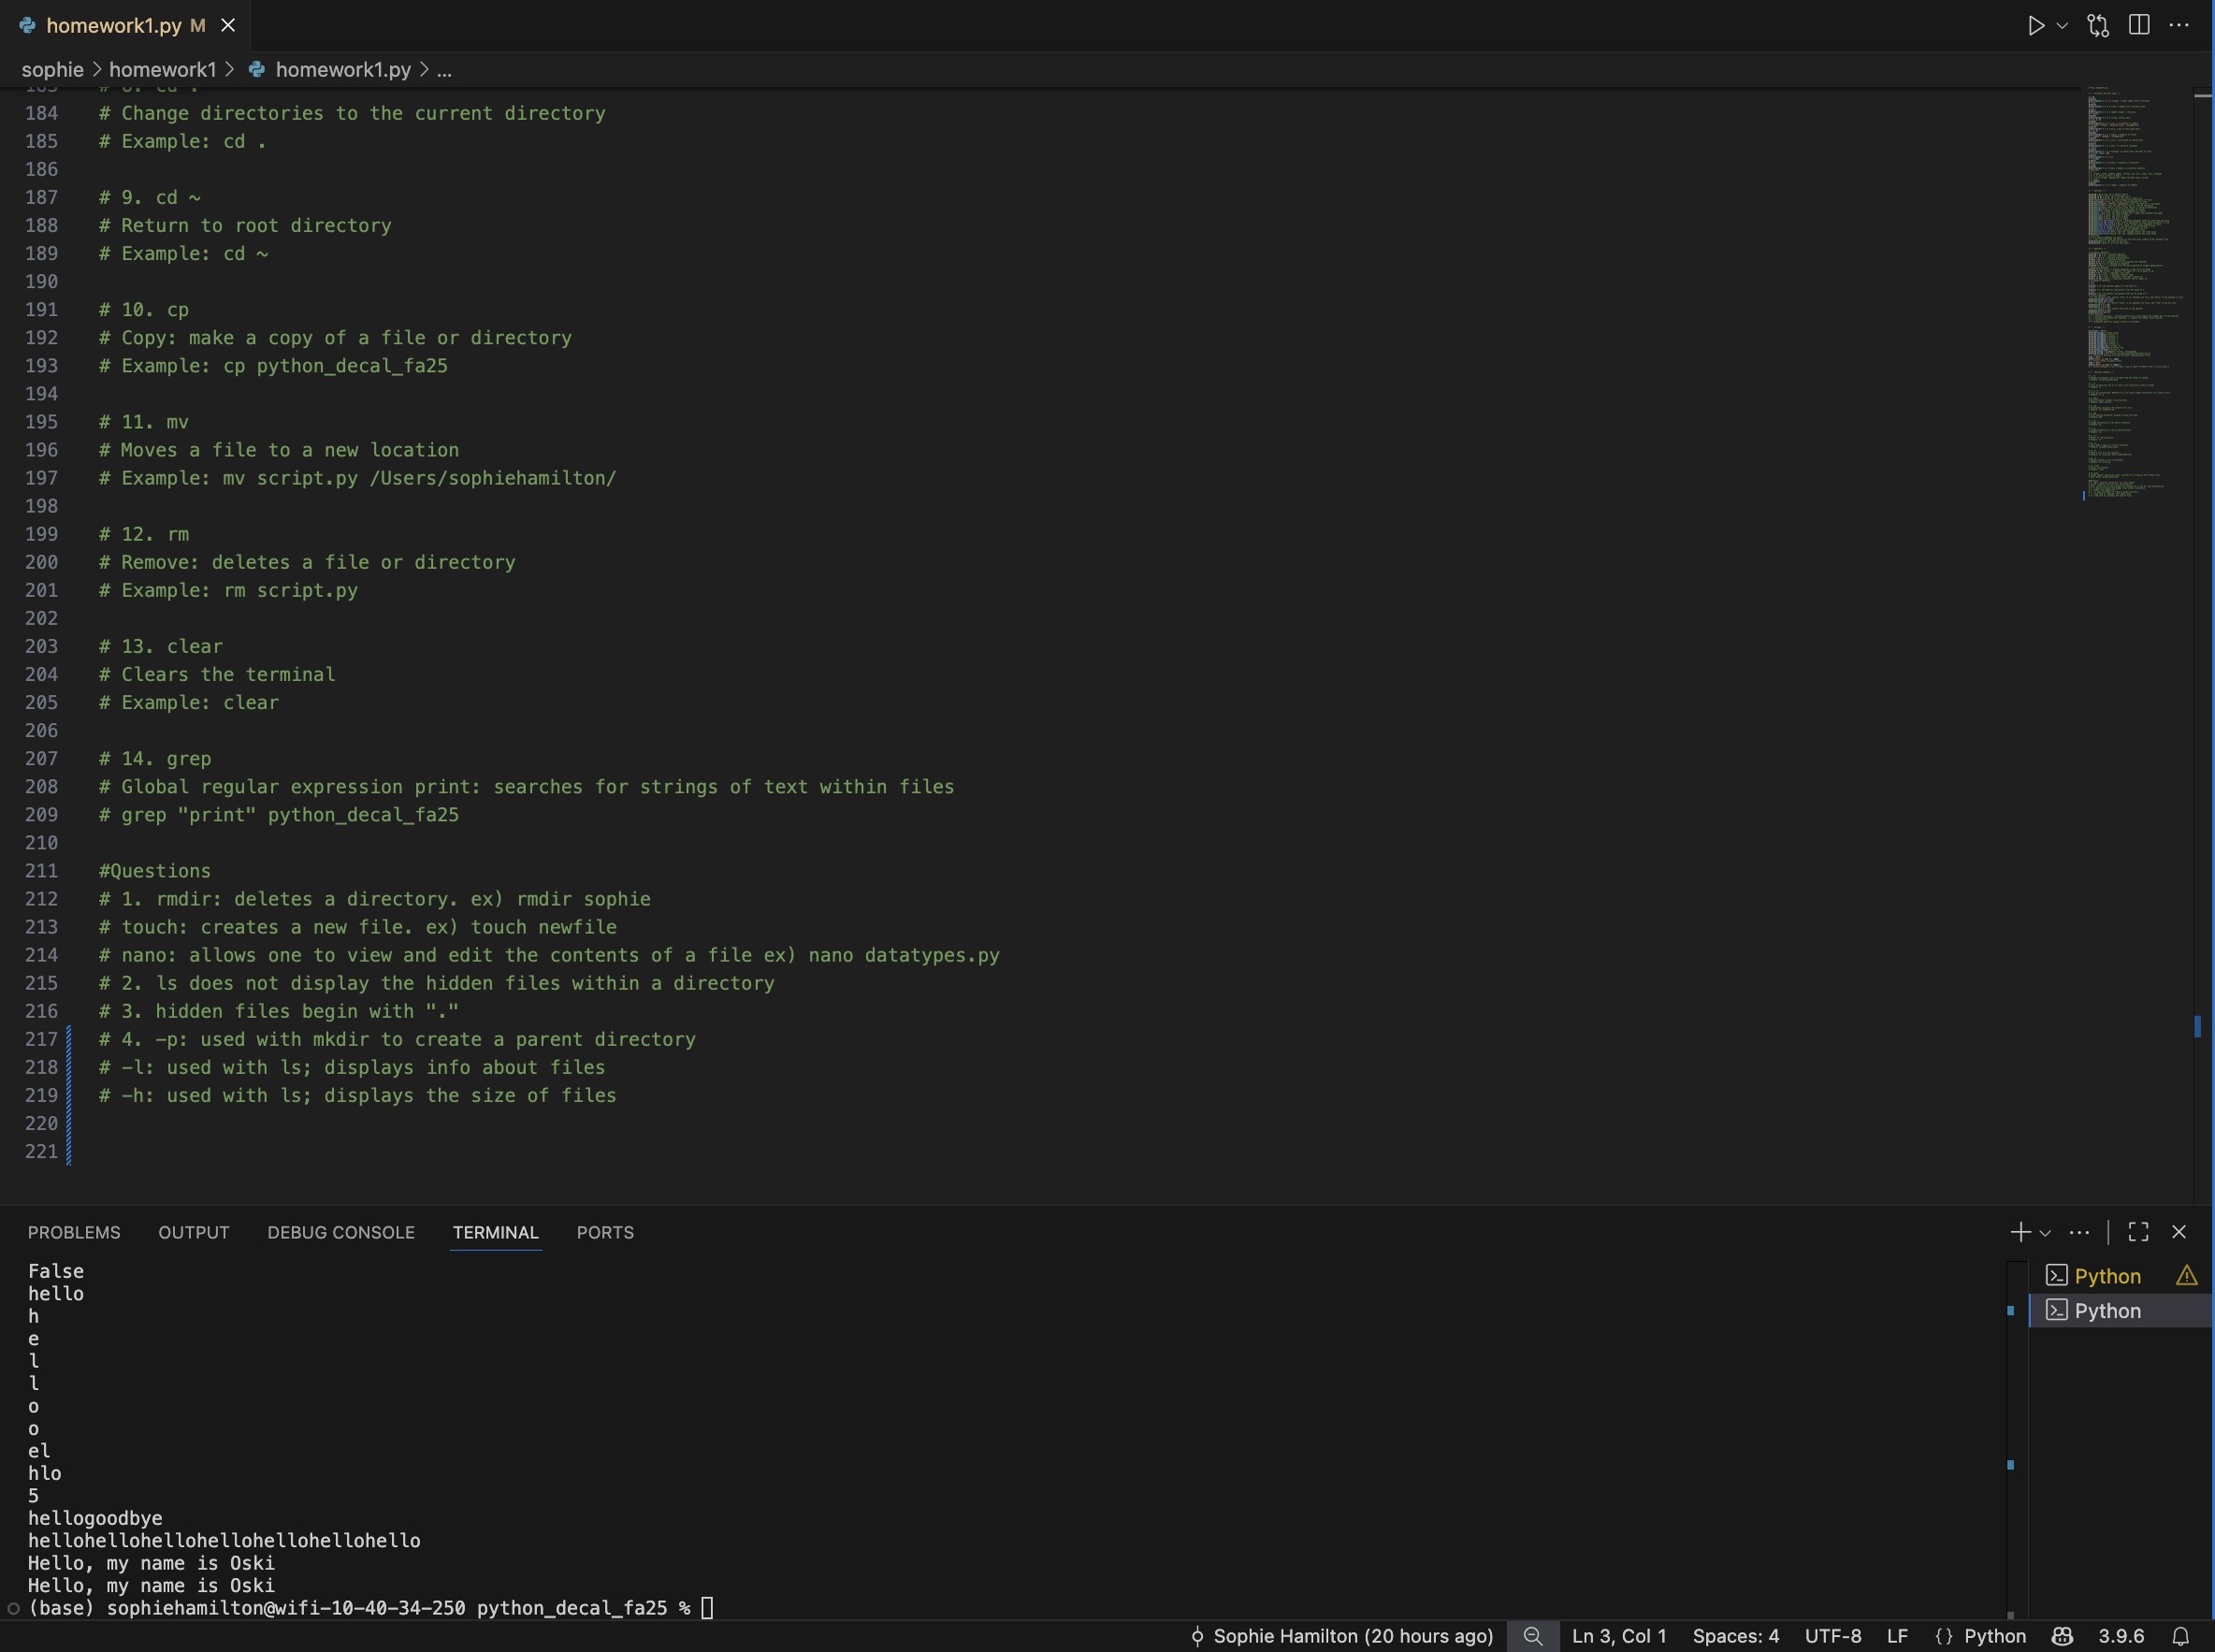 homework1.py M
sophie > homework1 > homework1.py > ...
184 # Change directories to the current directory
185 # Example: cd .
186
187 # 9. cd ~
188 # Return to root directory
189 # Example: cd ~
190
191 # 10. cp
192 # Copy: make a copy of a file or directory
193 # Example: cp python_decal_fa25
194
195 # 11. mv
196 # Moves a file to a new location
197 # Example: mv script.py /Users/sophiehamilton/
198
199 # 12. rm
200 # Remove: deletes a file or directory
201 # Example: rm script.py
202
203 # 13. clear
204 # Clears the terminal
205 # Example: clear
206
207 # 14. grep
208 # Global regular expression print: searches for strings of text within files
209 # grep "print" python_decal_fa25
210
211 #Questions
212 # 1. rmdir: deletes a directory. ex) rmdir sophie
213 # touch: creates a new file. ex) touch newfile
214 # nano: allows one to view and edit the contents of a file ex) nano datatypes.py
215 # 2. ls does not display the hidden files within a directory
216 # 3. hidden files begin with "."
217 # 4. -p: used with mkdir to create a parent directory
218 # -l: used with ls; displays info about files
219 # -h: used with ls; displays the size of files
220
221
PROBLEMS OUTPUT DEBUG CONSOLE TERMINAL PORTS
False
hello
h
e
l
l
o
o
el
hlo
5
hellogoodbye
hellohellohellohellohellohellohello
Hello, my name is Oski
Hello, my name is Oski
(base) sophiehamilton@wifi-10-40-34-250 python_decal_fa25 %
Python
Python
Sophie Hamilton (20 hours ago) Ln 3, Col 1 Spaces: 4 UTF-8 LF {} Python 3.9.6